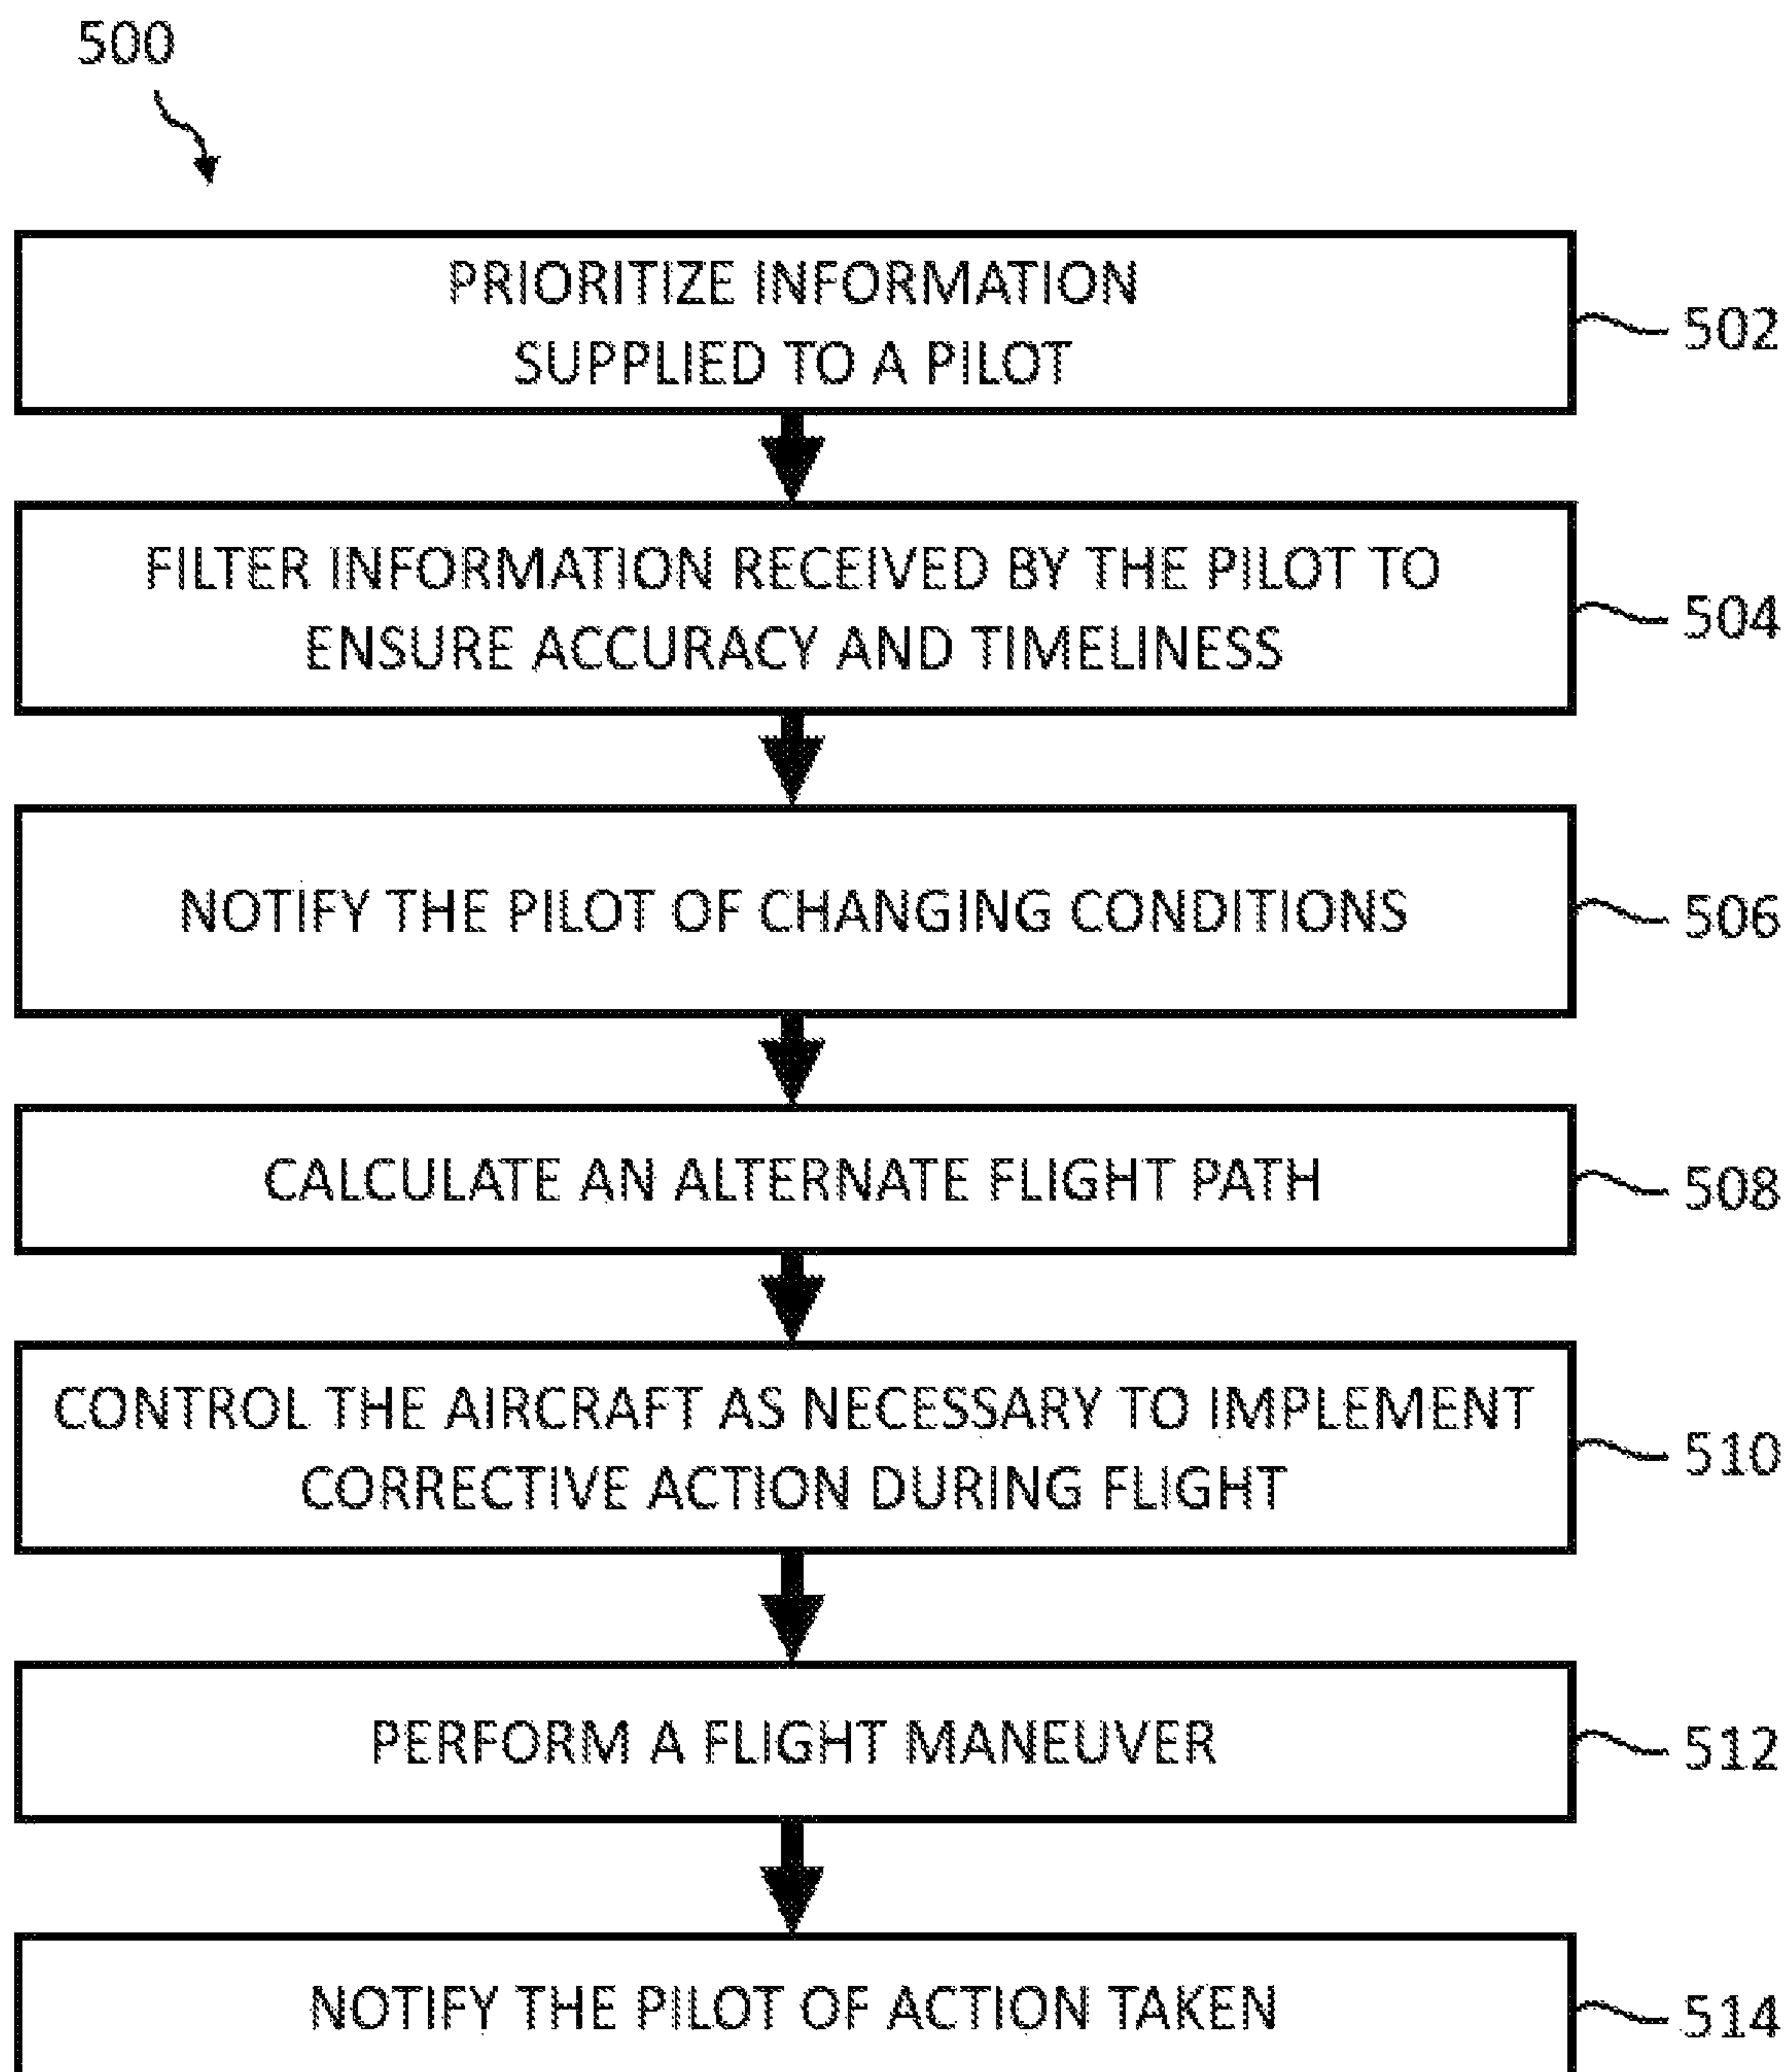 500
PRIORITIZE INFORMATION
SUPPLIED TO A PILOT
502
FILTER INFORMATION RECEIVED BY THE PILOT TO
ENSURE ACCURACY AND TIMELINESS
504
NOTIFY THE PILOT OF CHANGING CONDITIONS
506
CALCULATE AN ALTERNATE FLIGHT PATH
508
CONTROL THE AIRCRAFT AS NECESSARY TO IMPLEMENT
CORRECTIVE ACTION DURING FLIGHT
510
PERFORM A FLIGHT MANEUVER
512
NOTIFY THE PILOT OF ACTION TAKEN
514